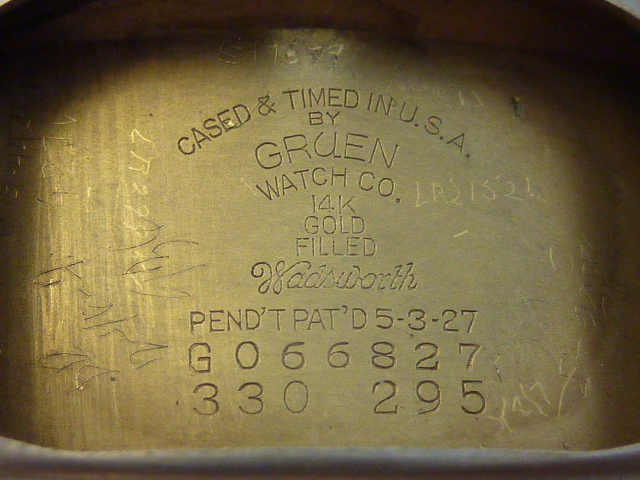 CASED & TIMED IN U.S.A.
BY
GRUEN
WATCH CO.
14K
GOLD
FILLED
Wadsworth
PEND'T PAT'D 5-3-27
G066827
330 295